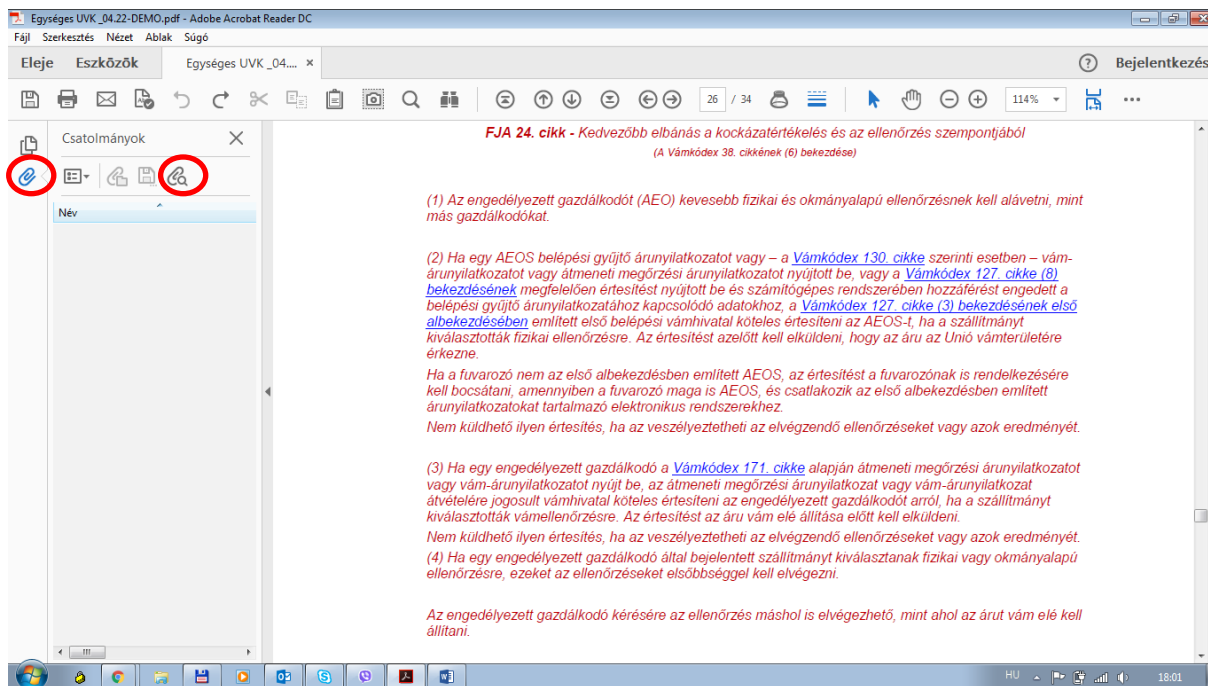 Egységes UVK _04.22-DEMO.pdf - Adobe Acrobat Reader DC
Fájl Szerkesztés Nézet Ablak Súgó
Eleje Eszközök Egységes UVK _04.... × Bejelentkezés
26 / 34 114%
Csatolmányok
Név
FJA 24. cikk - Kedvezőbb elbánás a kockázatértékelés és az ellenőrzés szempontjából
(A Vámkódex 38. cikkének (6) bekezdése)
(1) Az engedélyezett gazdálkodót (AEO) kevesebb fizikai és okmányalapú ellenőrzésnek kell alávetni, mint
más gazdálkodókat.
(2) Ha egy AEOS belépési gyűjtő árunyilatkozatot vagy – a Vámkódex 130. cikke szerinti esetben – vám-
árunyilatkozatot vagy átmeneti megőrzési árunyilatkozatot nyújtott be, vagy a Vámkódex 127. cikke (8)
bekezdésének megfelelően értesítést nyújtott be és számítógépes rendszerében hozzáférést engedett a
belépési gyűjtő árunyilatkozatához kapcsolódó adatokhoz, a Vámkódex 127. cikke (3) bekezdésének első
albekezdésében említett első belépési vámhivatal köteles értesíteni az AEOS-t, ha a szállítmányt
kiválasztották fizikai ellenőrzésre. Az értesítést azelőtt kell elküldeni, hogy az áru az Unió vámterületére
érkezne.
Ha a fuvarozó nem az első albekezdésben említett AEOS, az értesítést a fuvarozónak is rendelkezésére
kell bocsátani, amennyiben a fuvarozó maga is AEOS, és csatlakozik az első albekezdésben említett
árunyilatkozatokat tartalmazó elektronikus rendszerekhez.
Nem küldhető ilyen értesítés, ha az veszélyeztetheti az elvégzendő ellenőrzéseket vagy azok eredményét.
(3) Ha egy engedélyezett gazdálkodó a Vámkódex 171. cikke alapján átmeneti megőrzési árunyilatkozatot
vagy vám-árunyilatkozatot nyújt be, az átmeneti megőrzési árunyilatkozat vagy vám-árunyilatkozat
átvételére jogosult vámhivatal köteles értesíteni az engedélyezett gazdálkodót arról, ha a szállítmányt
kiválasztották vámellenőrzésre. Az értesítést az áru vám elé állítása előtt kell elküldeni.
Nem küldhető ilyen értesítés, ha az veszélyeztetheti az elvégzendő ellenőrzéseket vagy azok eredményét.
(4) Ha egy engedélyezett gazdálkodó által bejelentett szállítmányt kiválasztanak fizikai vagy okmányalapú
ellenőrzésre, ezeket az ellenőrzéseket elsőbbséggel kell elvégezni.
Az engedélyezett gazdálkodó kérésére az ellenőrzés máshol is elvégezhető, mint ahol az árut vám elé kell
állítani.
HU 18:01